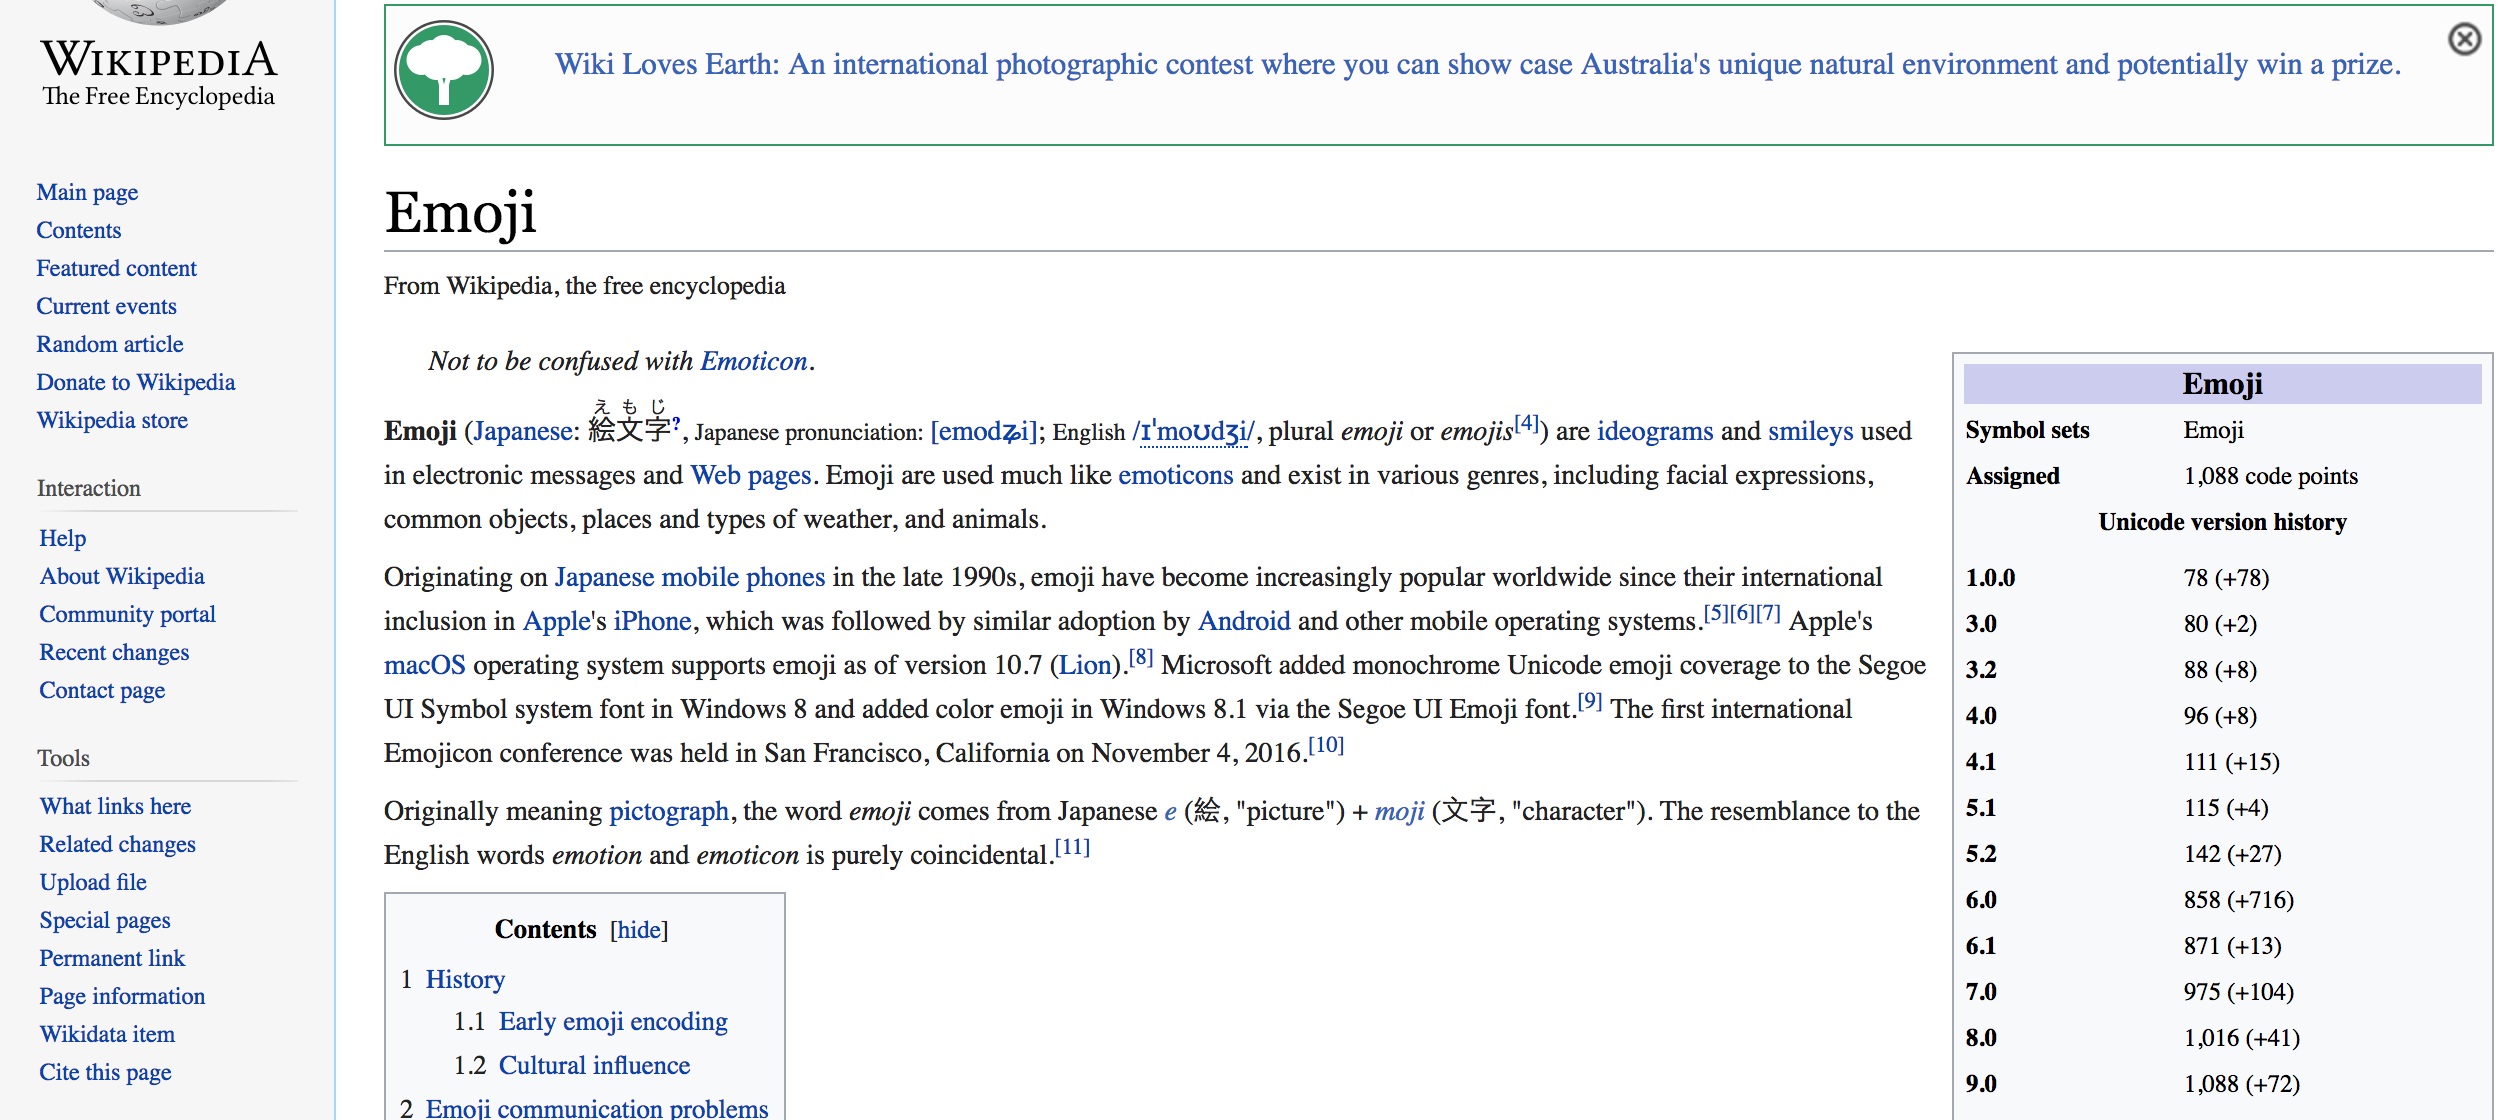 WIKIPEDIA
The Free Encyclopedia
Main page
Contents
Featured content
Current events
Random article
Donate to Wikipedia
Wikipedia store
Interaction
Help
About Wikipedia
Community portal
Recent changes
Contact page
Tools
What links here
Related changes
Upload file
Special pages
Permanent link
Page information
Wikidata item
Cite this page
Wiki Loves Earth: An international photographic contest where you can show case Australia's unique natural environment and potentially win a prize.
Emoji
From Wikipedia, the free encyclopedia
Not to be confused with Emoticon.
えもじ
Emoji (Japanese: 絵文字?, Japanese pronunciation: [emodʑi]; English /ɪˈmoʊdʒi/, plural emoji or emojis[4]) are ideograms and smileys used
in electronic messages and Web pages. Emoji are used much like emoticons and exist in various genres, including facial expressions,
common objects, places and types of weather, and animals.
Originating on Japanese mobile phones in the late 1990s, emoji have become increasingly popular worldwide since their international
inclusion in Apple's iPhone, which was followed by similar adoption by Android and other mobile operating systems.[5][6][7] Apple's
macOS operating system supports emoji as of version 10.7 (Lion).[8] Microsoft added monochrome Unicode emoji coverage to the Segoe
UI Symbol system font in Windows 8 and added color emoji in Windows 8.1 via the Segoe UI Emoji font.[9] The first international
Emojicon conference was held in San Francisco, California on November 4, 2016.[10]
Originally meaning pictograph, the word emoji comes from Japanese e (絵, "picture") + moji (文字, "character"). The resemblance to the
English words emotion and emoticon is purely coincidental.[11]
Contents [hide]
1 History
1.1 Early emoji encoding
1.2 Cultural influence
2 Emoji communication problems
Emoji
Symbol sets Emoji
Assigned 1,088 code points
Unicode version history
1.0.0 78 (+78)
3.0 80 (+2)
3.2 88 (+8)
4.0 96 (+8)
4.1 111 (+15)
5.1 115 (+4)
5.2 142 (+27)
6.0 858 (+716)
6.1 871 (+13)
7.0 975 (+104)
8.0 1,016 (+41)
9.0 1,088 (+72)